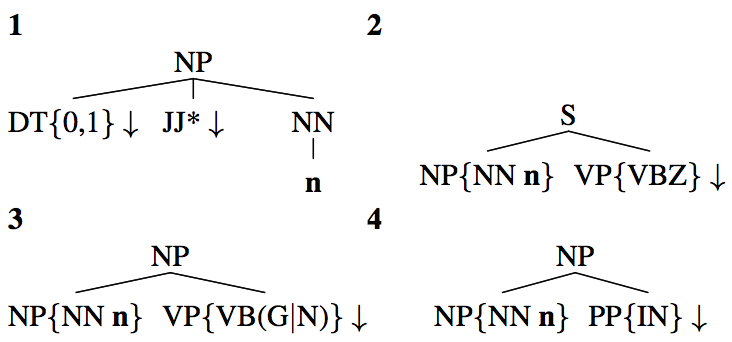 1 2
NP
DT{0,1} ↓ JJ* ↓ NN
n
S
NP{NN n} VP{VBZ} ↓
3 4
NP NP
NP{NN n} VP{VB(G|N)} ↓ NP{NN n} PP{IN} ↓